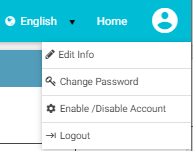 English Home
Edit Info
Change Password
Enable /Disable Account
Logout